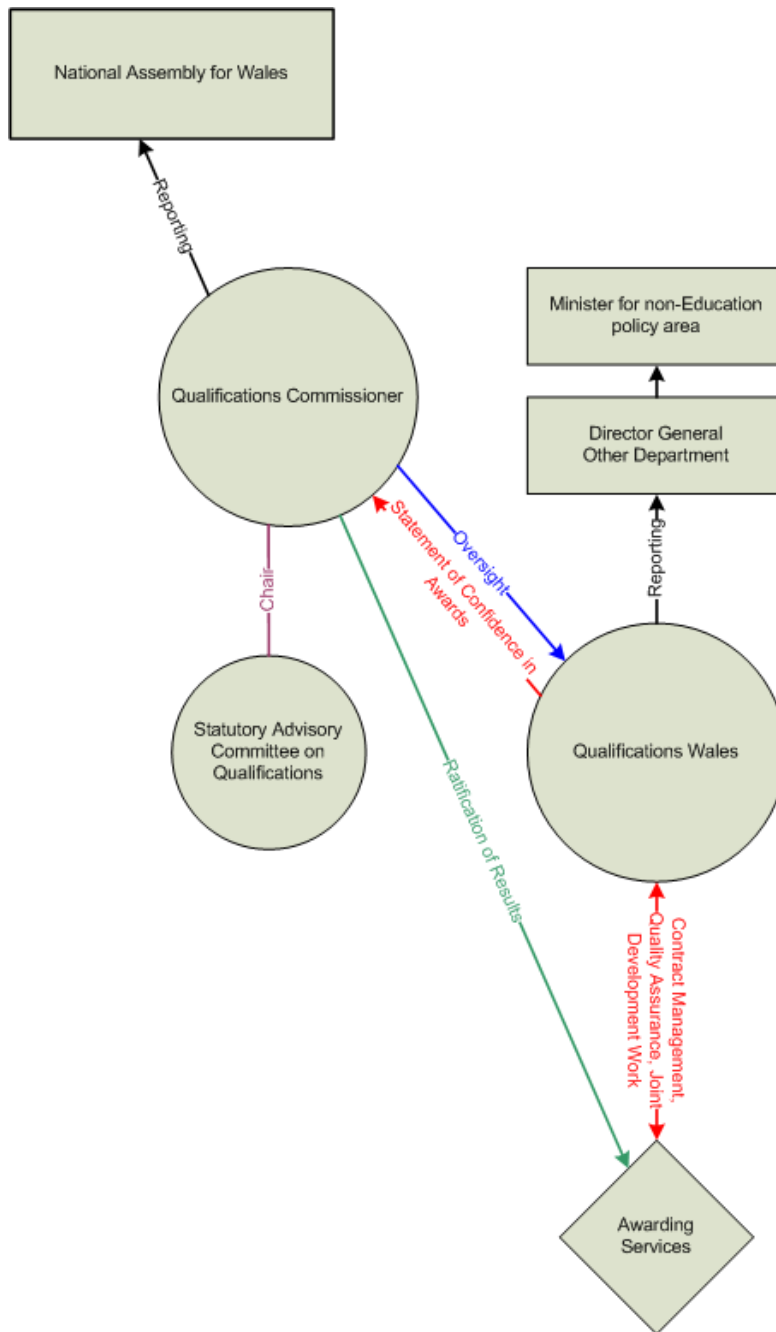 National Assembly for Wales
Reporting
Qualifications Commissioner
Minister for non-Education
policy area
Director General
Other Department
Reporting
Oversight
Statement of Confidence in
Awards
Chair
Statutory Advisory
Committee on
Qualifications
Qualifications Wales
Ratification of Results
Contract Management,
Quality Assurance, Joint
Development Work
Awarding
Services